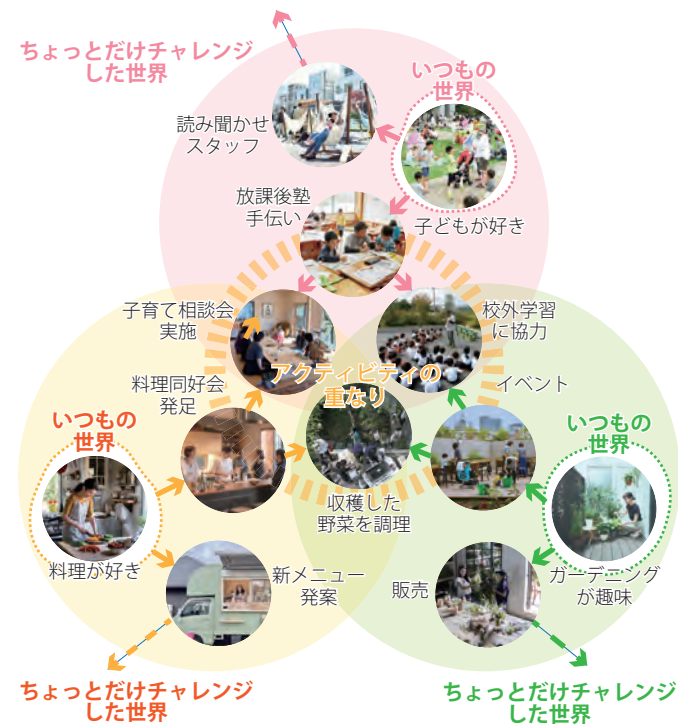 ちょっとだけチャレンジ
した世界
いつもの
世界
読み聞かせ
スタッフ
放課後塾
手伝い
子どもが好き
子育て相談会
実施
校外学習
に協力
アクティビティの
重なり
料理同好会
発足
イベント
いつもの
世界
いつもの
世界
収穫した
野菜を調理
料理が好き
新メニュー
発案
販売
ガーデニング
が趣味
ちょっとだけチャレンジ
した世界
ちょっとだけチャレンジ
した世界